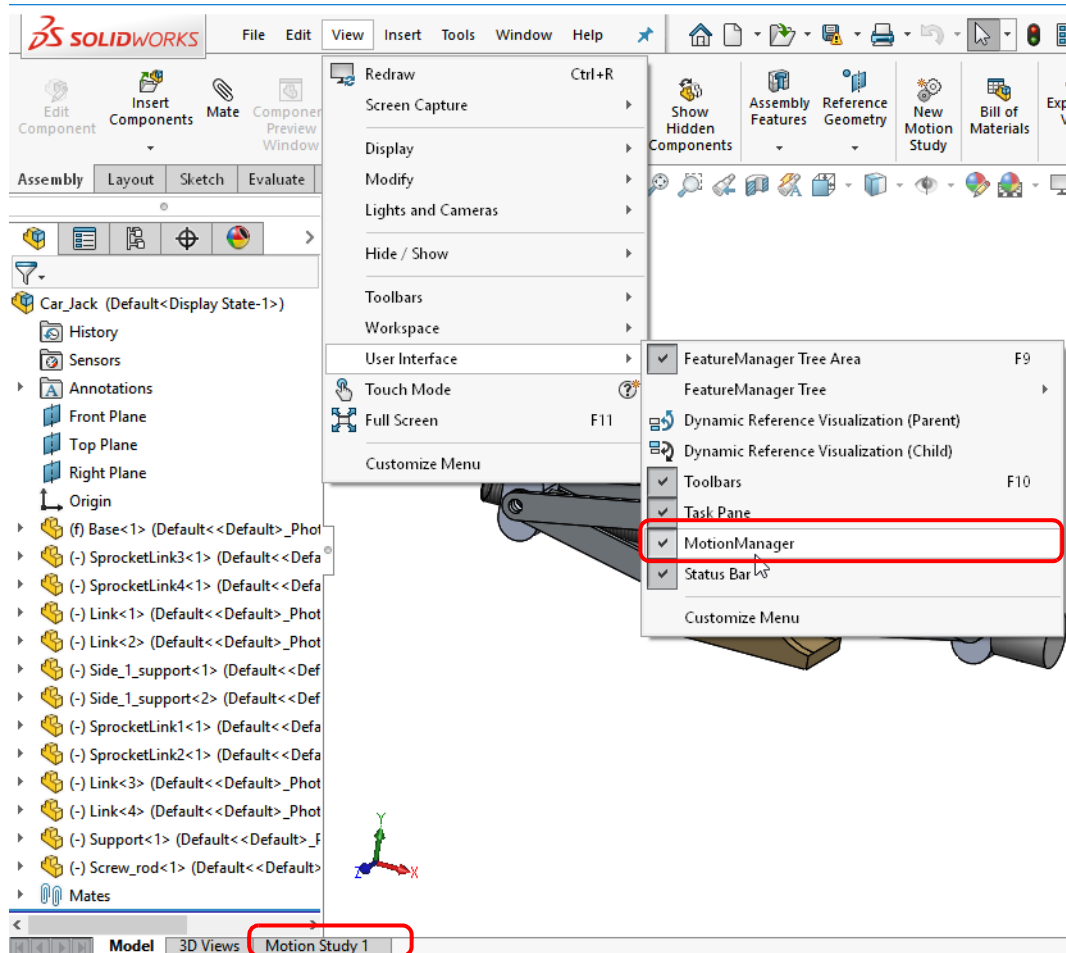 SOLIDWORKS File Edit View Insert Tools Window Help
Edit Component
Insert Components
Mate
Component Preview Window
Show Hidden Components
Assembly Features
Reference Geometry
New Motion Study
Bill of Materials
Assembly Layout Sketch Evaluate
Redraw Ctrl+R
Screen Capture
Display
Modify
Lights and Cameras
Hide / Show
Toolbars
Workspace
User Interface
Touch Mode
Full Screen F11
Customize Menu
FeatureManager Tree Area F9
FeatureManager Tree
Dynamic Reference Visualization (Parent)
Dynamic Reference Visualization (Child)
Toolbars F10
Task Pane
MotionManager
Status Bar
Customize Menu
Car_Jack (Default<Display State-1>)
History
Sensors
A Annotations
Front Plane
Top Plane
Right Plane
Origin
(f) Base<1> (Default<<Default>_Phot
(-) SprocketLink3<1> (Default<<Defa
(-) SprocketLink4<1> (Default<<Defa
(-) Link<1> (Default<<Default>_Phot
(-) Link<2> (Default<<Default>_Phot
(-) Side_1_support<1> (Default<<Def
(-) Side_1_support<2> (Default<<Def
(-) SprocketLink1<1> (Default<<Defa
(-) SprocketLink2<1> (Default<<Defa
(-) Link<3> (Default<<Default>_Phot
(-) Link<4> (Default<<Default>_Phot
(-) Support<1> (Default<<Default>_P
(-) Screw_rod<1> (Default<<Default>
Mates
Y
Z X
Model 3D Views Motion Study 1